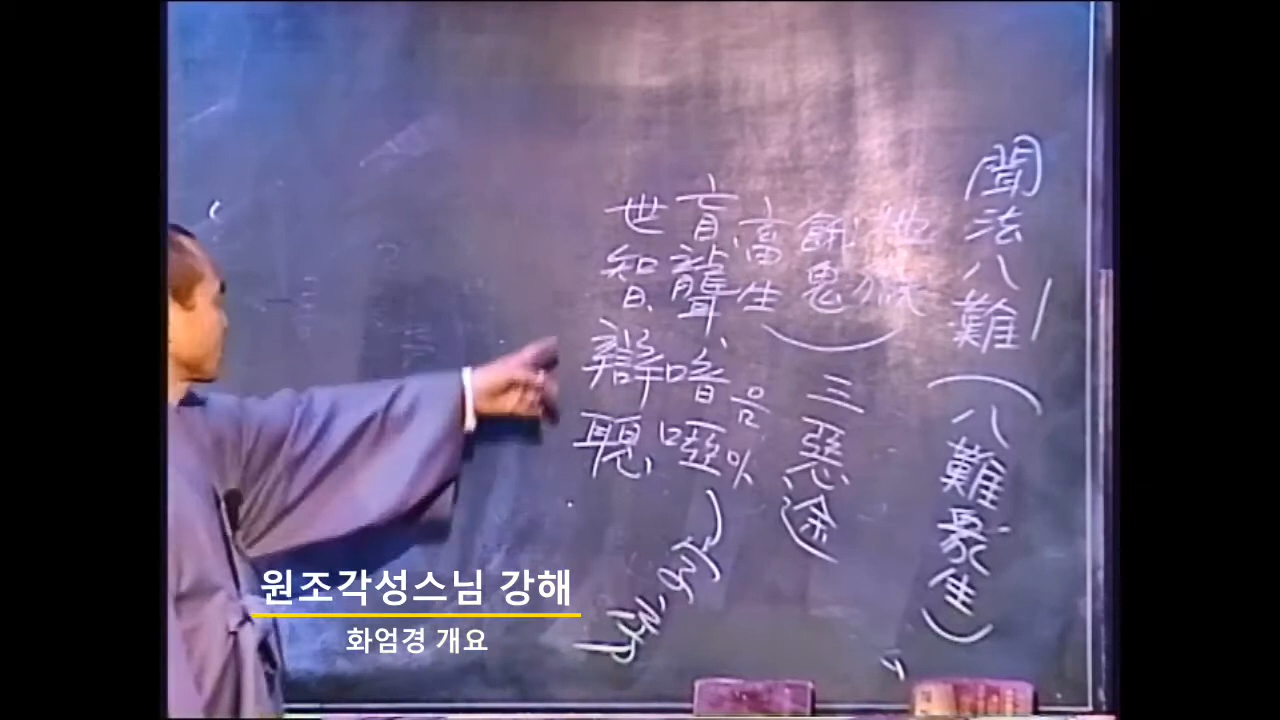 聞法八難(八難衆生)
地獄
餓鬼
畜生
三惡途
盲聾瘖瘂
음
아
世智辯聰
원조각성스님 강해
화엄경 개요